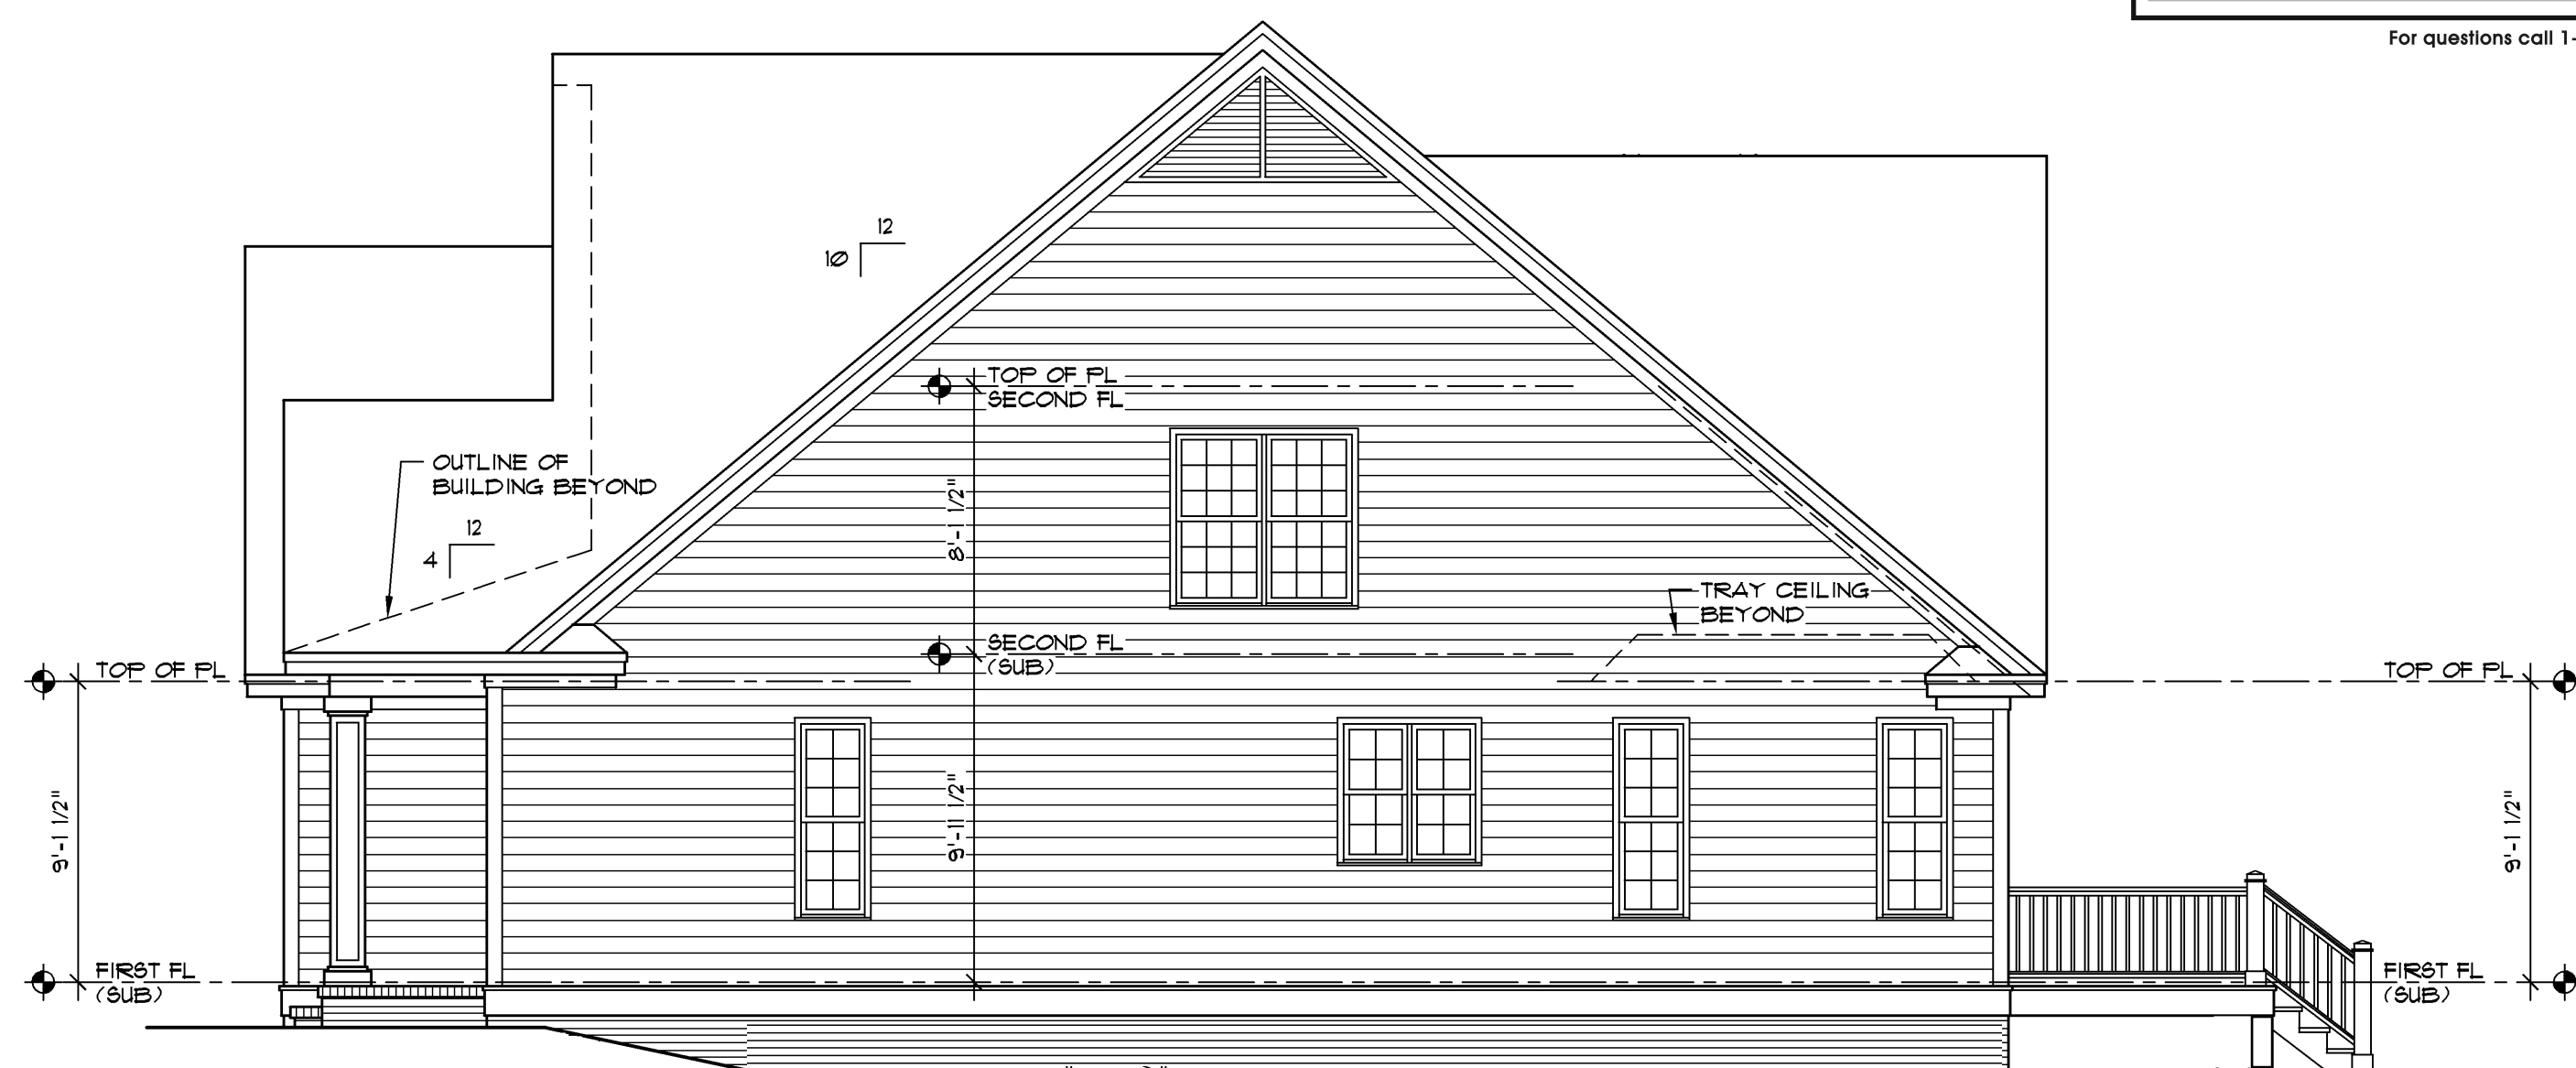 For questions call 1-
12
10
TOP OF PL
SECOND FL
OUTLINE OF
BUILDING BEYOND
8'-1 1/2"
12
4
TRAY CEILING
BEYOND
SECOND FL
(SUB)
TOP OF PL
TOP OF PL
9'-1 1/2"
9'-11 1/2"
9'-1 1/2"
FIRST FL
(SUB)
FIRST FL
(SUB)